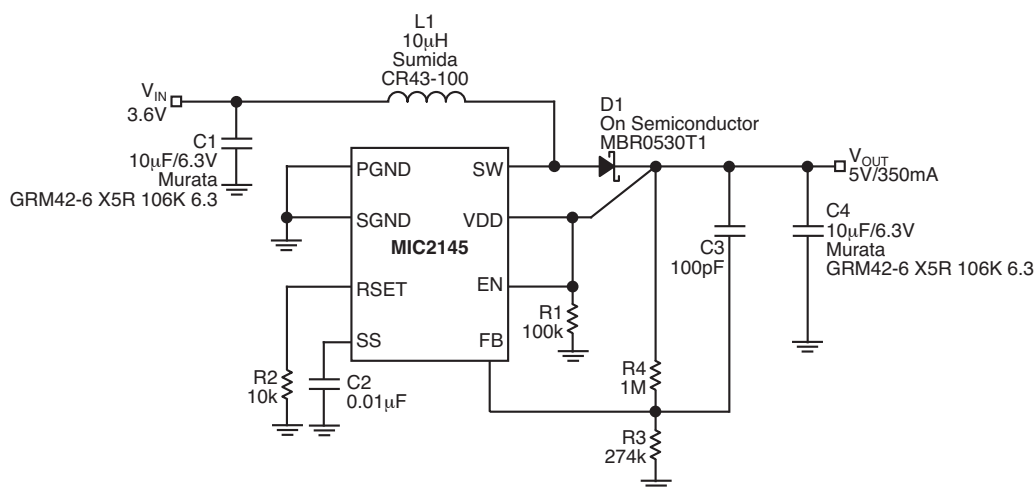 L1
10µH
Sumida
CR43-100
VIN
3.6V
C1
10µF/6.3V
Murata
GRM42-6 X5R 106K 6.3
D1
On Semiconductor
MBR0530T1
VOUT
5V/350mA
C4
10µF/6.3V
Murata
GRM42-6 X5R 106K 6.3
C3
100pF
PGND
SW
SGND
VDD
MIC2145
RSET
EN
SS
FB
R1
100k
R2
10k
C2
0.01µF
R4
1M
R3
274k